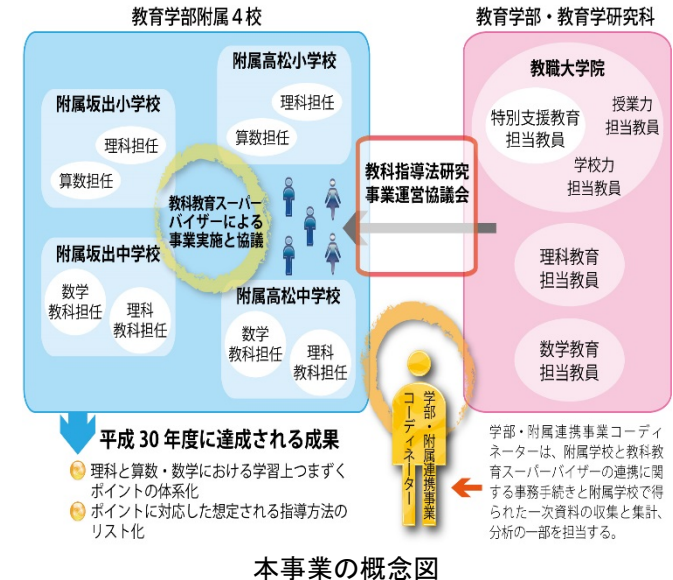 教育学部附属4校
教育学部・教育学研究科
附属高松小学校
理科担任
算数担任
附属坂出小学校
理科担任
算数担任
教科教育スーパー
バイザーによる
事業実施と協議
附属坂出中学校
数学
教科担任
理科
教科担任
附属高松中学校
数学
教科担任
理科
教科担任
教科指導法研究
事業運営協議会
教職大学院
特別支援教育
担当教員
授業力
担当教員
学校力
担当教員
理科教育
担当教員
数学教育
担当教員
平成30年度に達成される成果
理科と算数・数学における学習上つまずく
ポイントの体系化
ポイントに対応した想定される指導方法の
リスト化
学部・附属連携事業
コーディネーター
学部・附属連携事業コーディ
ネーターは、附属学校と教科教
育スーパーバイザーの連携に関
する事務手続きと附属学校で得
られた一次資料の収集と集計、
分析の一部を担当する。
本事業の概念図